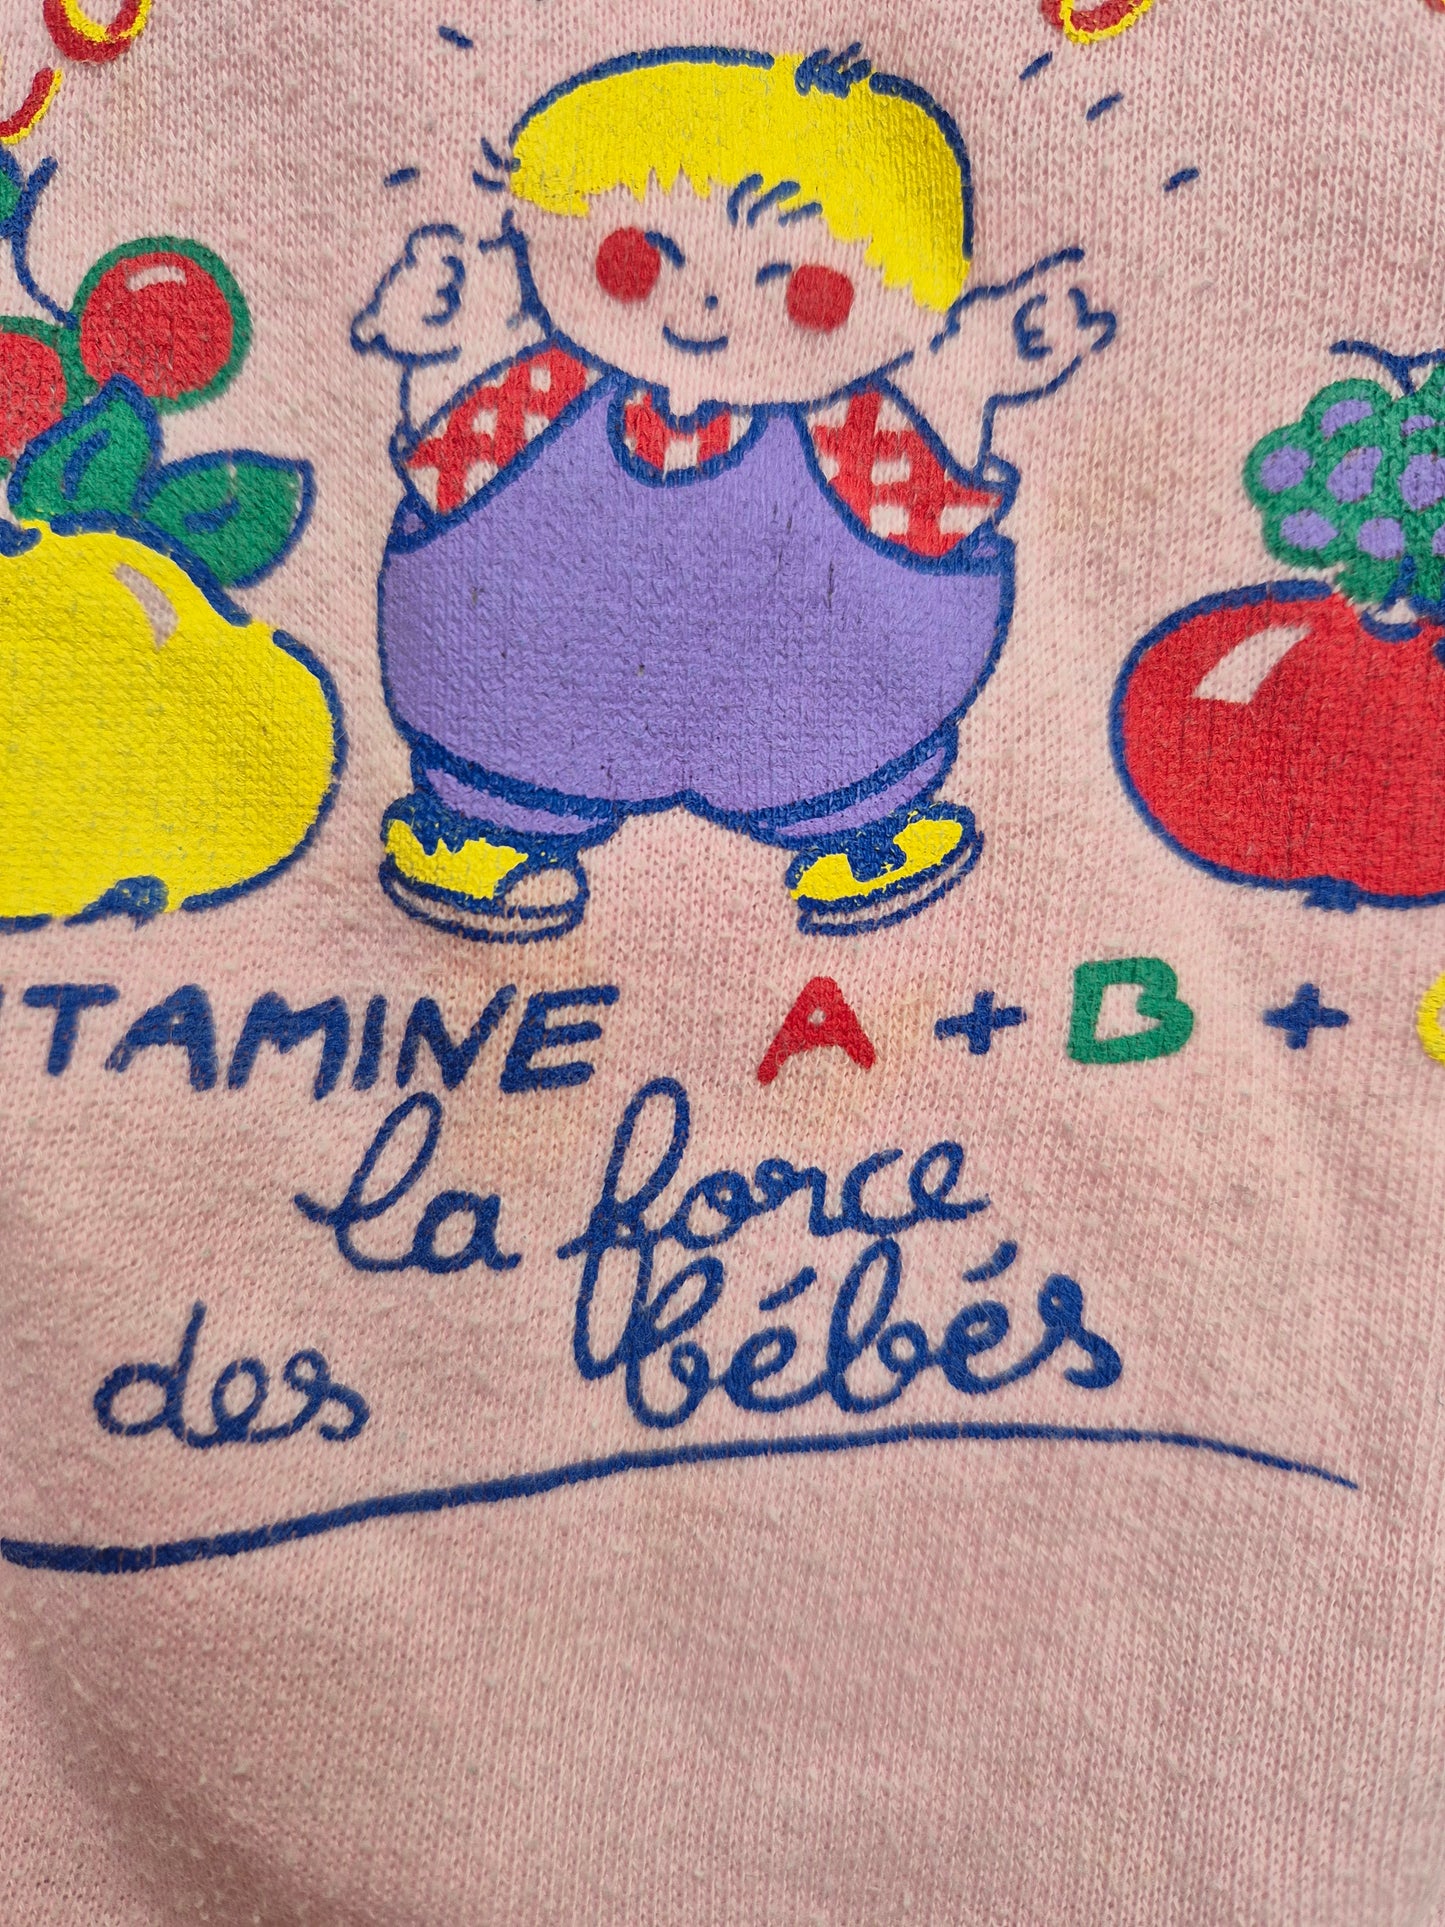 ITAMINE A + B +
la force
des bébés